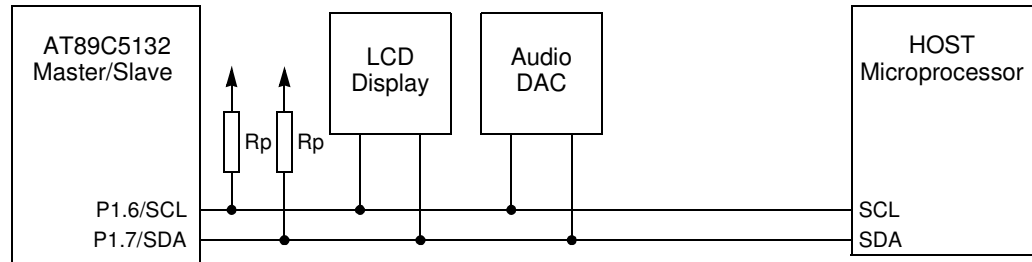 AT89C5132
Master/Slave
LCD
Display
Audio
DAC
HOST
Microprocessor
Rp
Rp
P1.6/SCL
SCL
P1.7/SDA
SDA